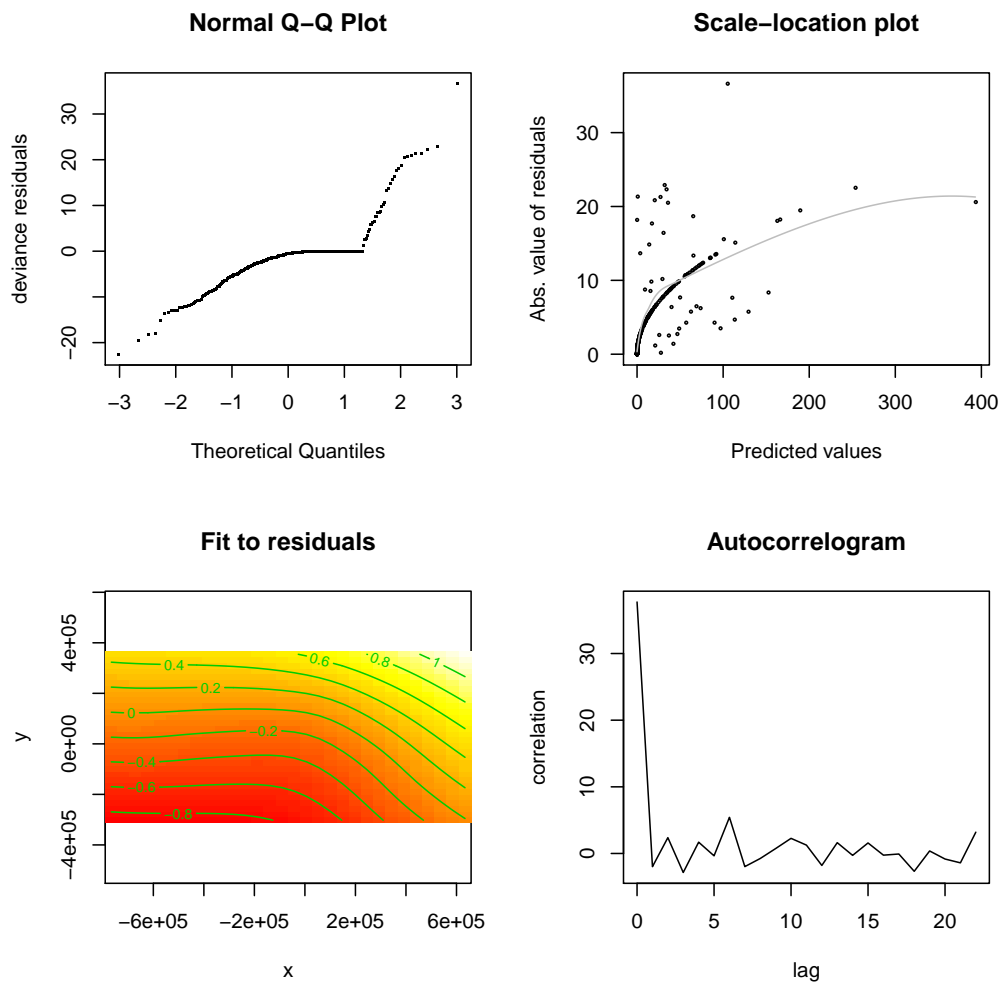 Normal Q−Q Plot
deviance residuals
−20
0
10
20
30
−3
−2
−1
0
1
2
3
Theoretical Quantiles
Scale−location plot
Abs. value of residuals
0
10
20
30
0
100
200
300
400
Predicted values
Fit to residuals
y
−4e+05
0e+00
4e+05
0.4
−0.6
0.8
1
0.2
0
−0.2
−0.4
−0.6
−0.8
−6e+05
−2e+05
2e+05
6e+05
x
Autocorrelogram
correlation
0
10
20
30
0
5
10
15
20
lag